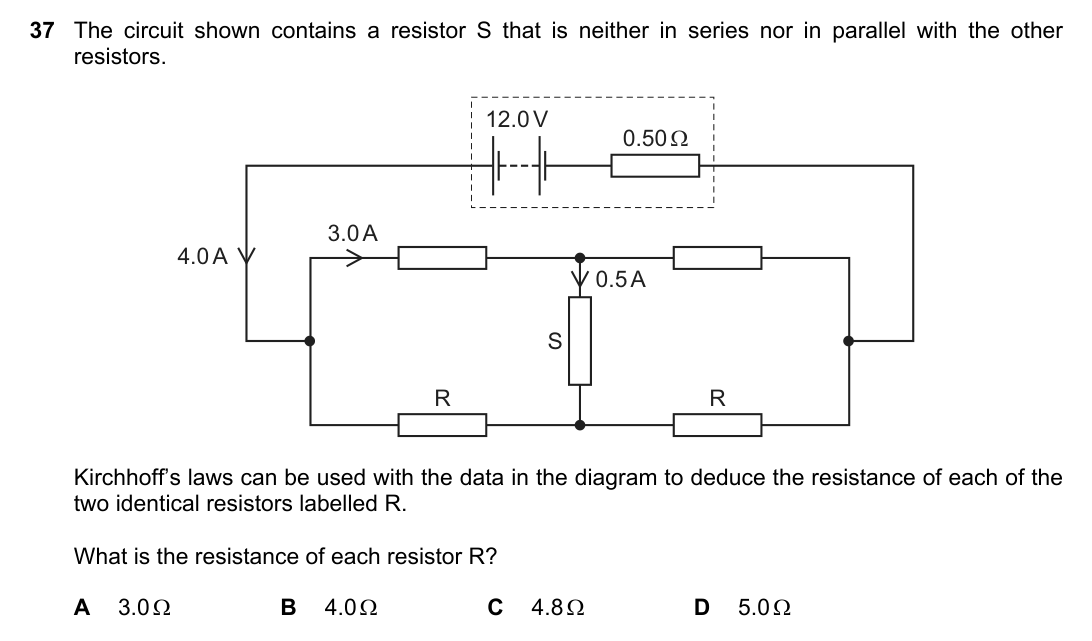 37 The circuit shown contains a resistor S that is neither in series nor in parallel with the other
resistors.
12.0 V
0.50 Ω
3.0 A
4.0 A
0.5 A
S
R
R
Kirchhoff's laws can be used with the data in the diagram to deduce the resistance of each of the
two identical resistors labelled R.
What is the resistance of each resistor R?
A 3.0 Ω B 4.0 Ω C 4.8 Ω D 5.0 Ω